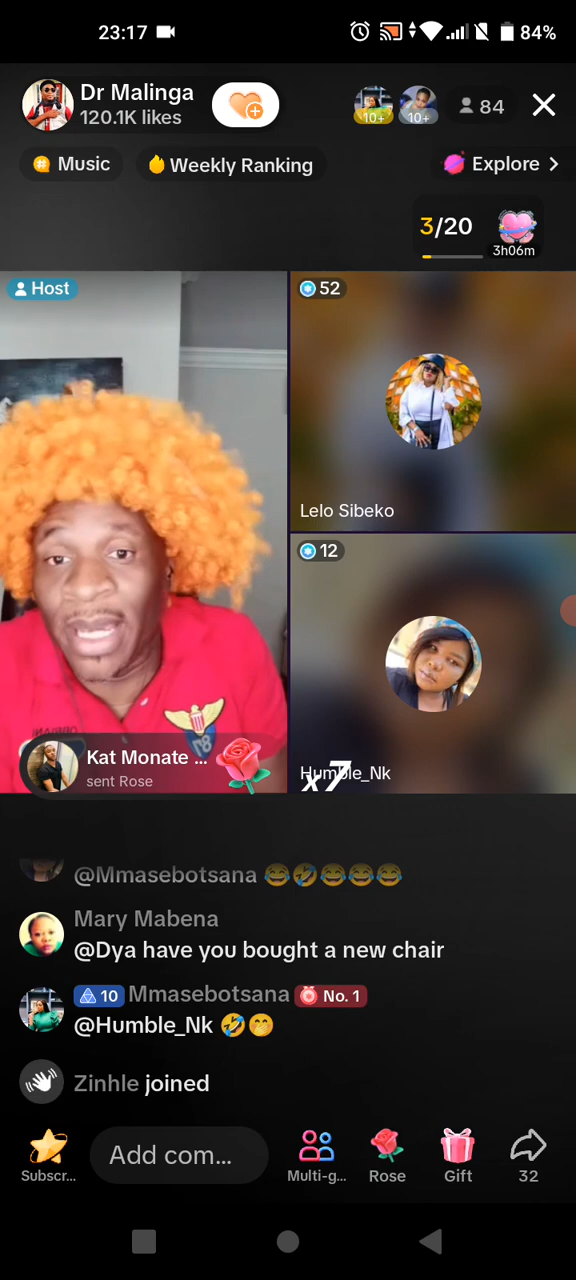 23:17
84%
Dr Malinga
120.1K likes
10+
10+
84
Music
Weekly Ranking
Explore
3/20
3h06m
Host
52
Lelo Sibeko
12
Kat Monate ...
sent Rose
Humble_Nk
x7
@Mmasebotsana 😂🤣😂😂😂
Mary Mabena
@Dya have you bought a new chair
10 Mmasebotsana No. 1
@Humble_Nk 🤣🤭
Zinhle joined
Subscr...
Add com...
Multi-g...
Rose
Gift
32